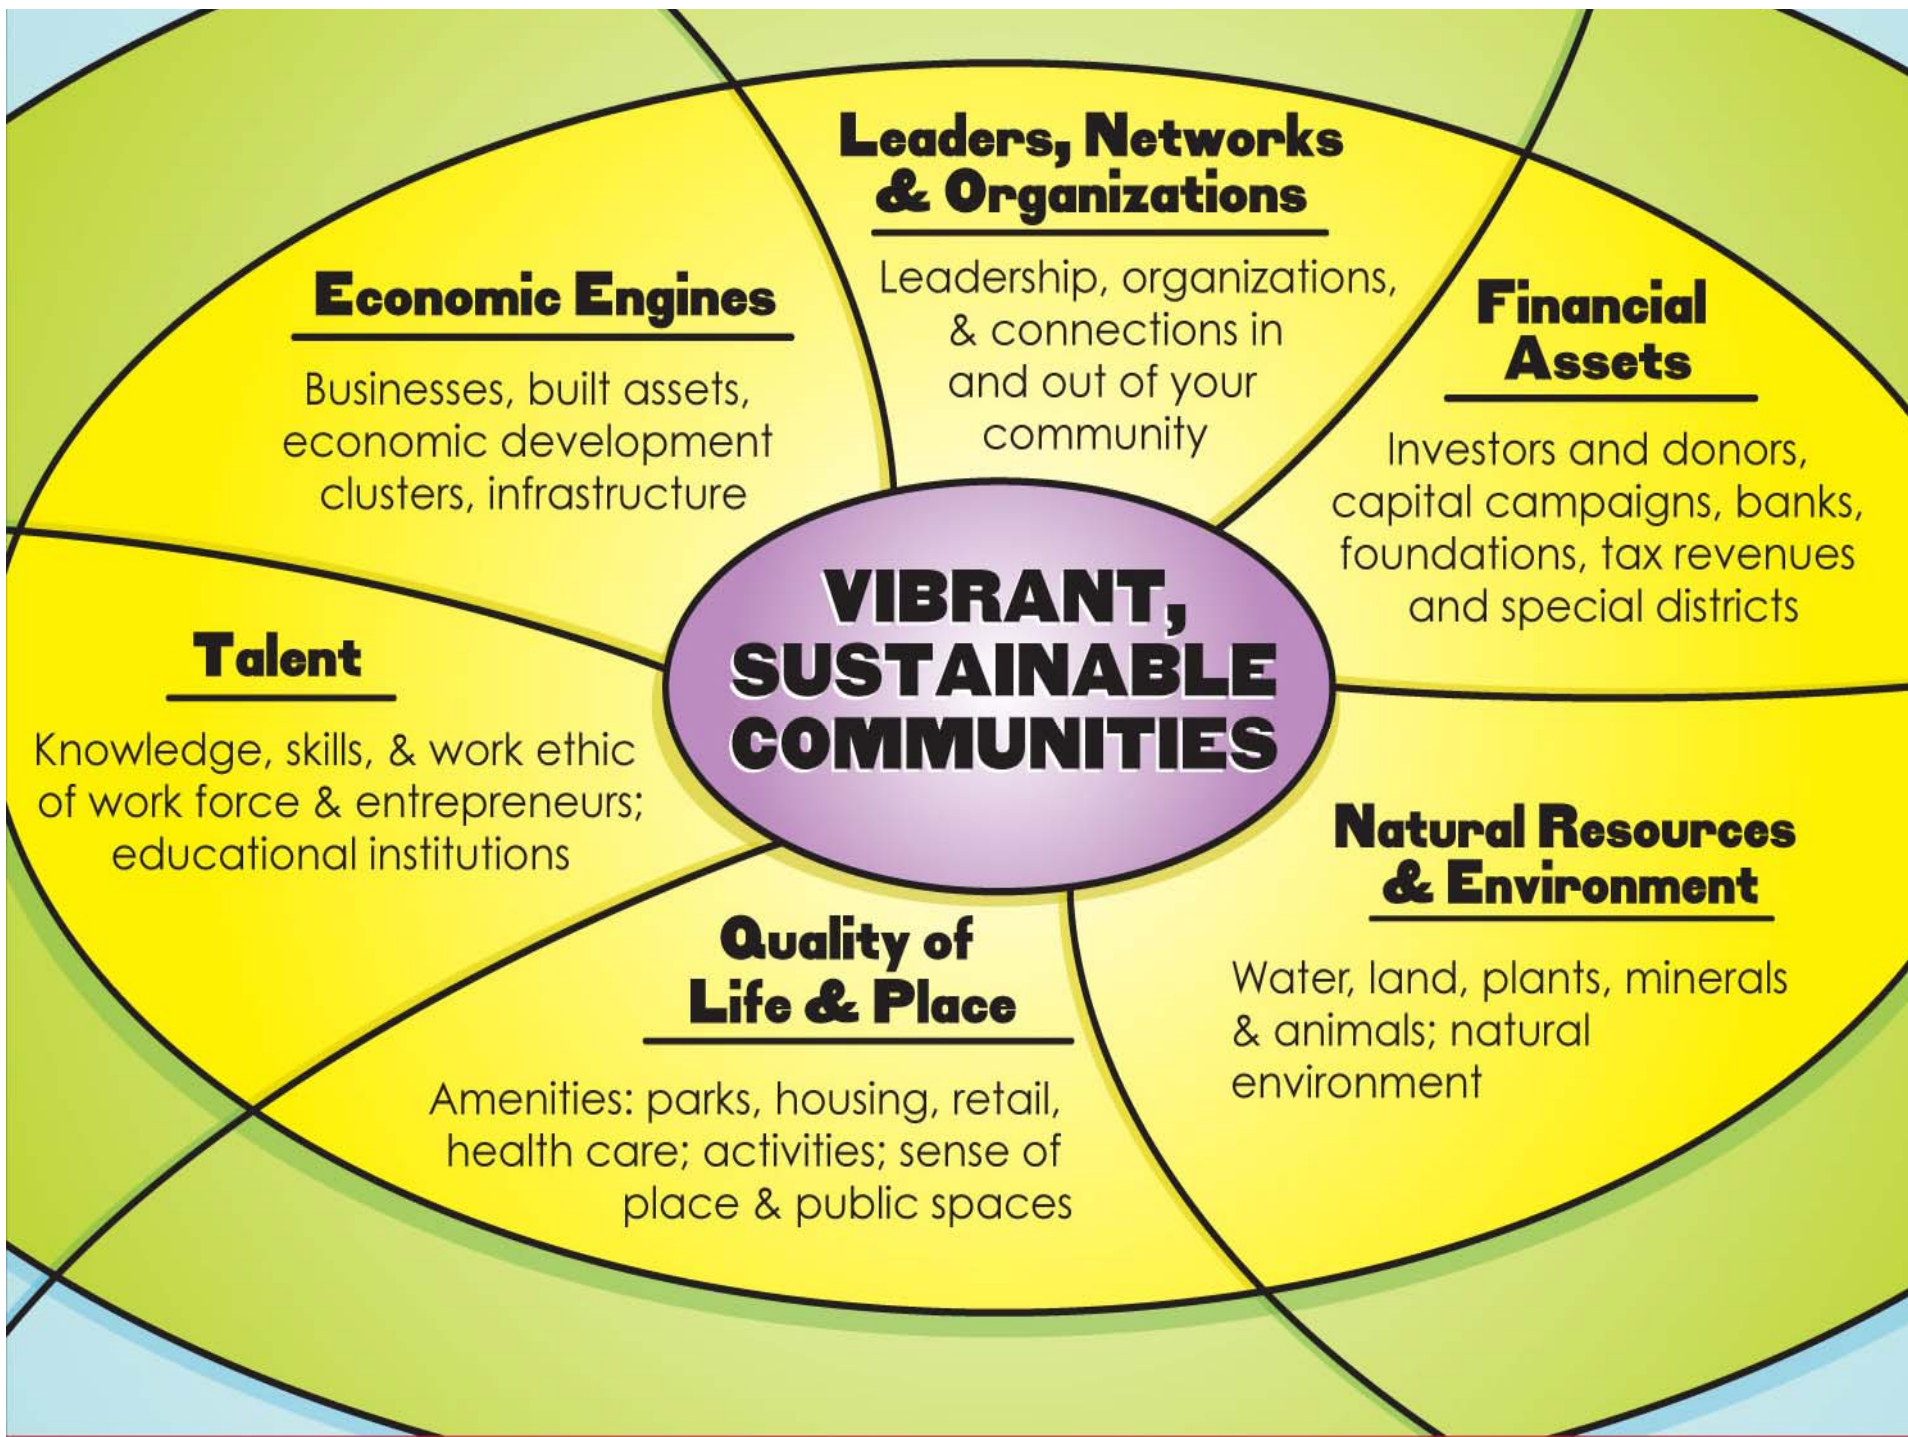 Leaders, Networks
& Organizations
Leadership, organizations,
& connections in
and out of your
community
Economic Engines
Businesses, built assets,
economic development
clusters, infrastructure
Financial
Assets
Investors and donors,
capital campaigns, banks,
foundations, tax revenues
and special districts
VIBRANT,
SUSTAINABLE
COMMUNITIES
Talent
Knowledge, skills, & work ethic
of work force & entrepreneurs;
educational institutions
Natural Resources
& Environment
Water, land, plants, minerals
& animals; natural
environment
Quality of
Life & Place
Amenities: parks, housing, retail,
health care; activities; sense of
place & public spaces